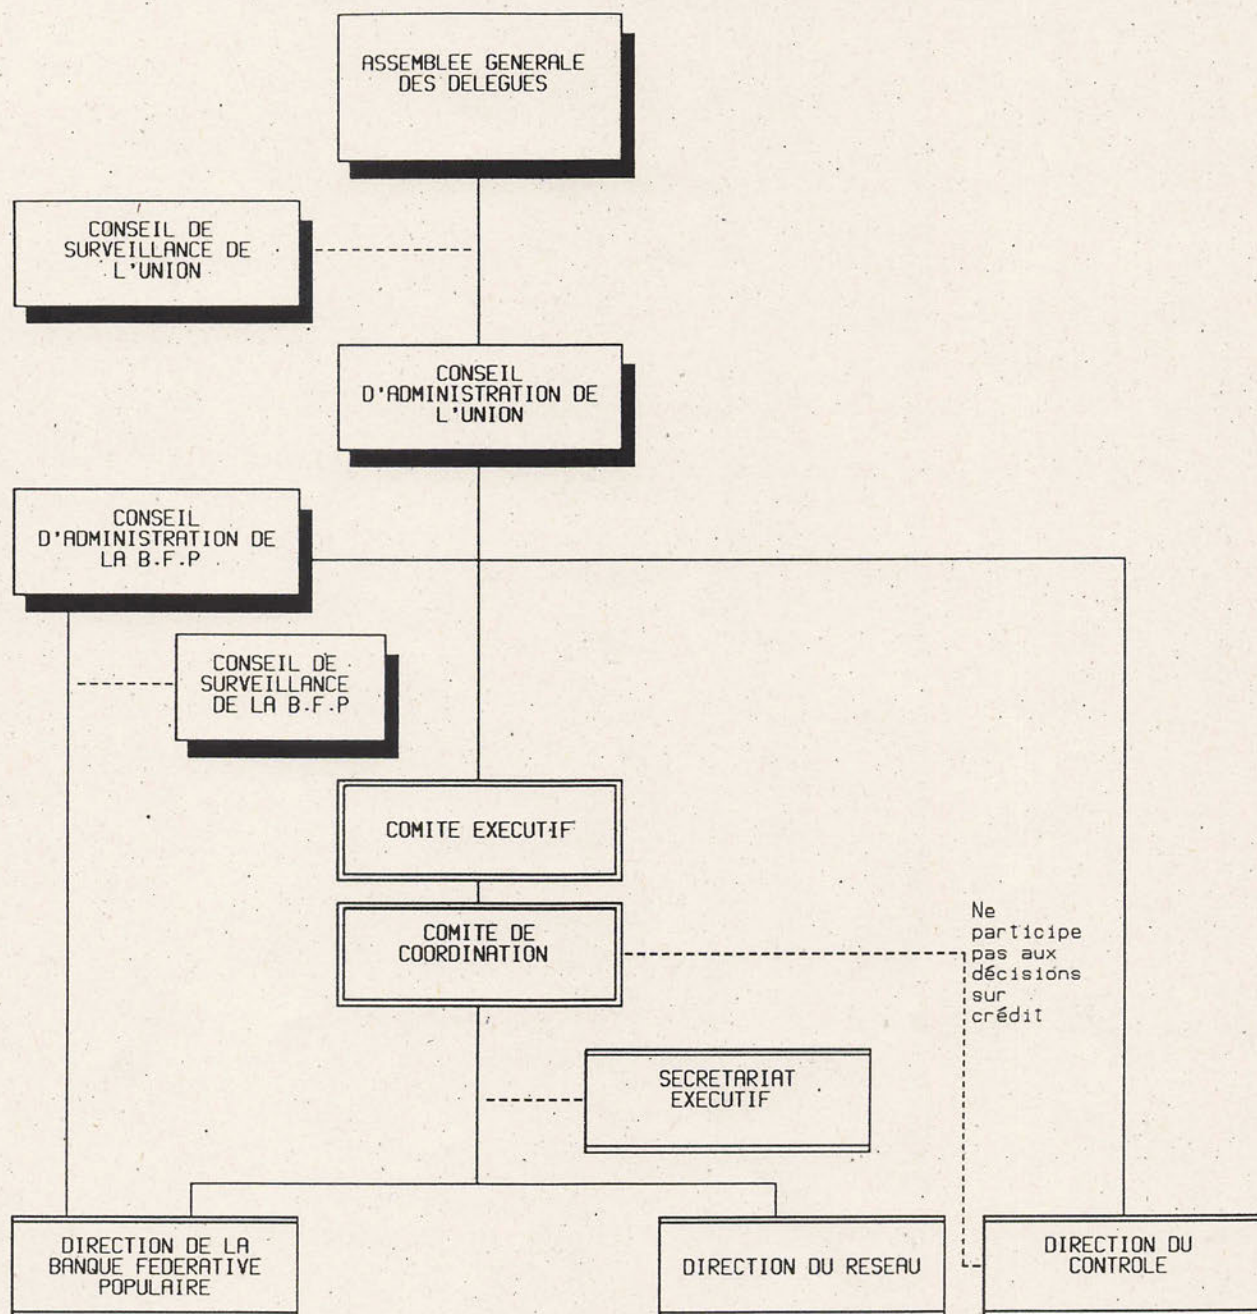 ASSEMBLEE GENERALE
DES DELEGUES
CONSEIL DE
SURVEILLANCE DE
L'UNION
CONSEIL
D'ADMINISTRATION DE
L'UNION
CONSEIL
D'ADMINISTRATION DE
LA B.F.P
CONSEIL DE
SURVEILLANCE
DE LA B.F.P
COMITE EXECUTIF
COMITE DE
COORDINATION
Ne
participe
pas aux
décisions
sur
crédit
SECRETARIAT
EXECUTIF
DIRECTION DE LA
BANQUE FEDERATIVE
POPULAIRE
DIRECTION DU RESEAU
DIRECTION DU
CONTROLE